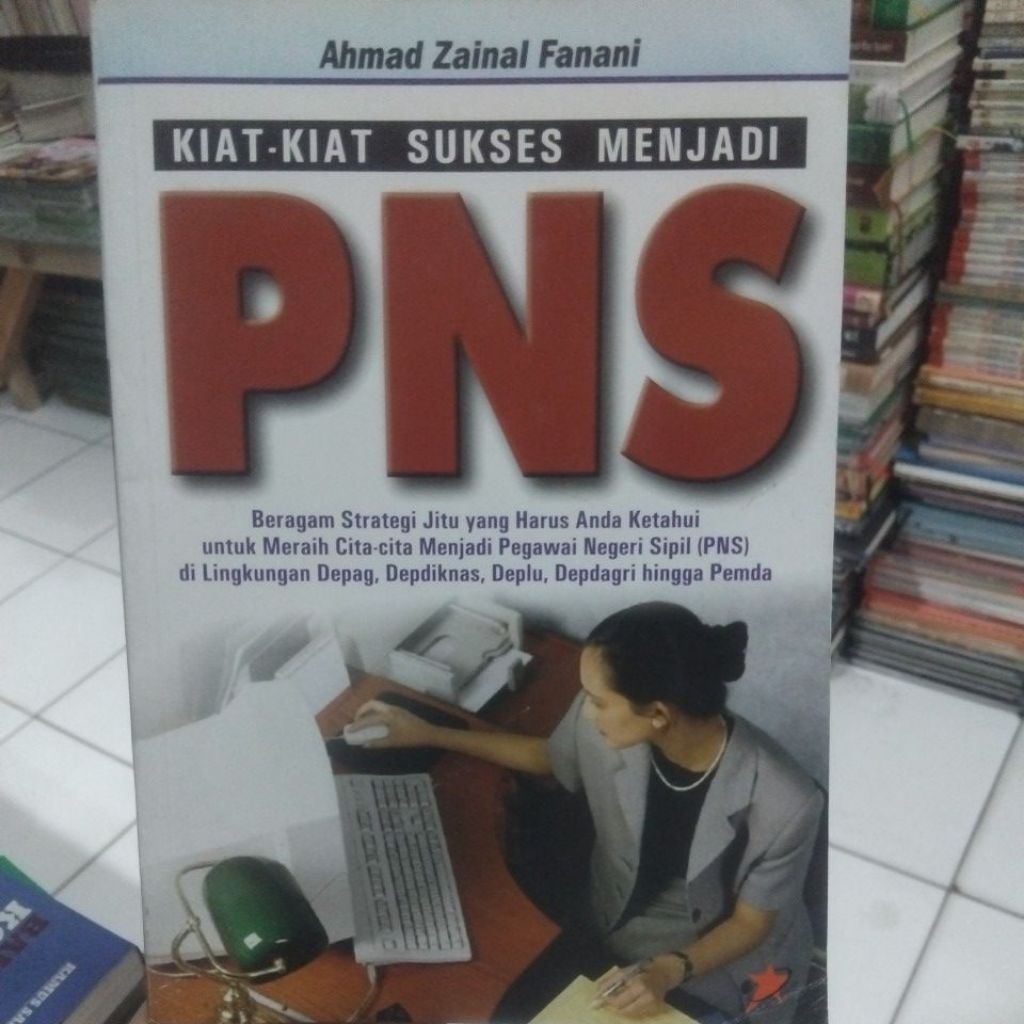 Ahmad Zainal Fanani
KIAT-KIAT SUKSES MENJADI
PNS
Beragam Strategi Jitu yang Harus Anda Ketahui
untuk Meraih Cita-cita Menjadi Pegawai Negeri Sipil (PNS)
di Lingkungan Depag, Depdiknas, Deplu, Depdagri hingga Pemda
KAMUS